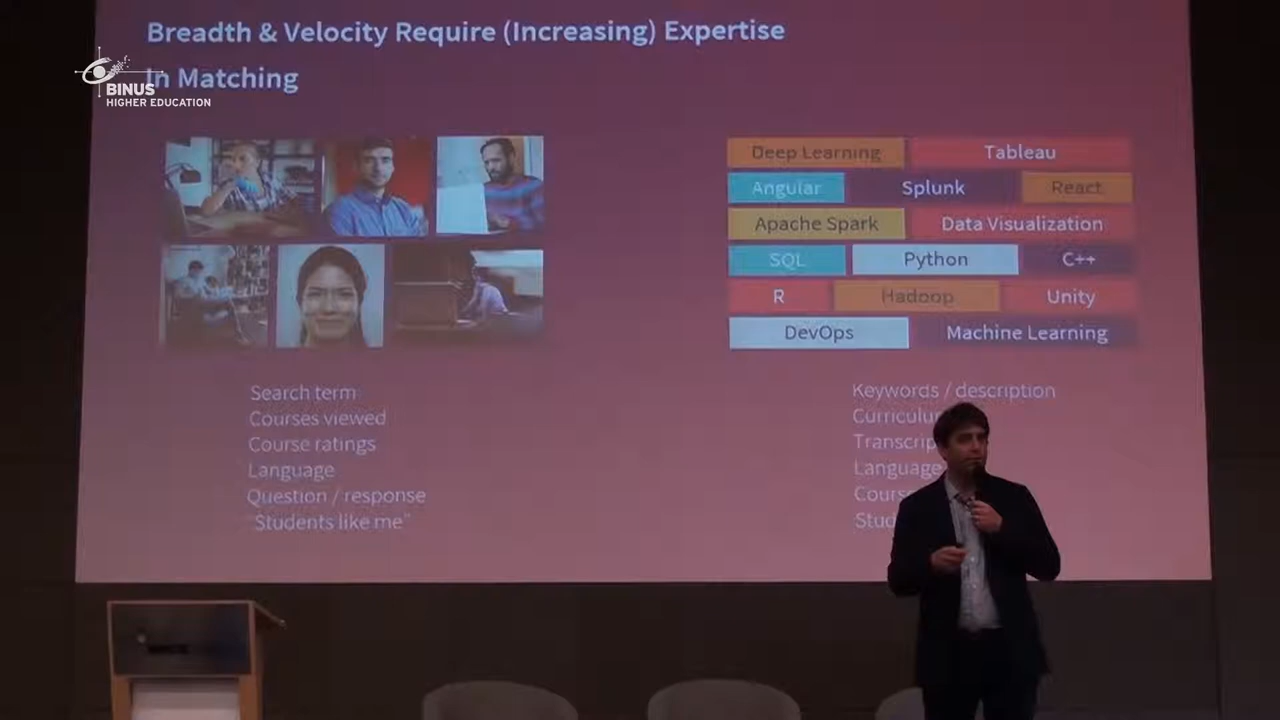 Breadth & Velocity Require (Increasing) Expertise
In Matching
BINUS
HIGHER EDUCATION
Deep Learning Tableau
Angular Splunk React
Apache Spark Data Visualization
SQL Python C++
R Hadoop Unity
DevOps Machine Learning
Search term
Courses viewed
Course ratings
Language
Question / response
"Students like me"
Keywords / description
Language